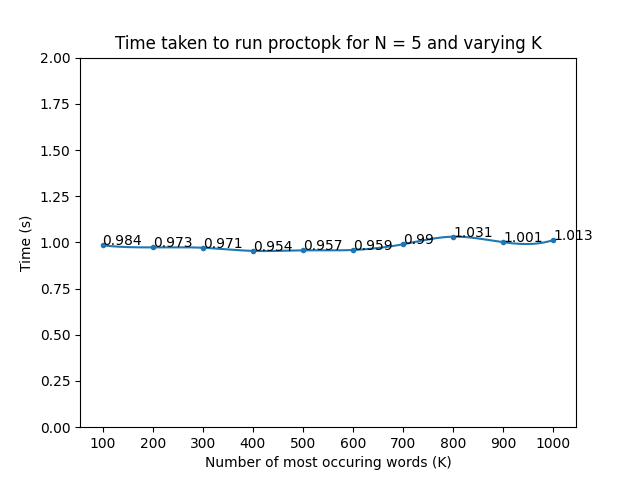 Time taken to run proctopk for N = 5 and varying K
2.00
1.75
1.50
1.25
1.00
0.75
0.50
0.25
0.00
Time (s)
0.984 0.973 0.971 0.954 0.957 0.959 0.99 1.031 1.001 1.013
100 200 300 400 500 600 700 800 900 1000
Number of most occuring words (K)